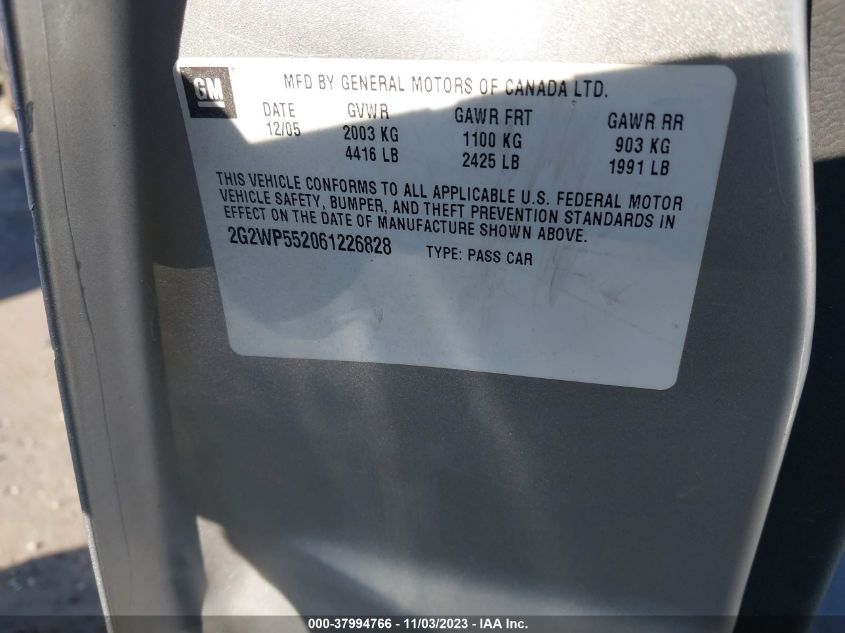 GM
MFD BY GENERAL MOTORS OF CANADA LTD.
DATE GVWR GAWR FRT GAWR RR
12/05 2003 KG 1100 KG 903 KG
4416 LB 2425 LB 1991 LB
THIS VEHICLE CONFORMS TO ALL APPLICABLE U.S. FEDERAL MOTOR
VEHICLE SAFETY, BUMPER, AND THEFT PREVENTION STANDARDS IN
EFFECT ON THE DATE OF MANUFACTURE SHOWN ABOVE.
2G2WP552061226828 TYPE: PASS CAR
000-37994766 - 11/03/2023 - IAA Inc.